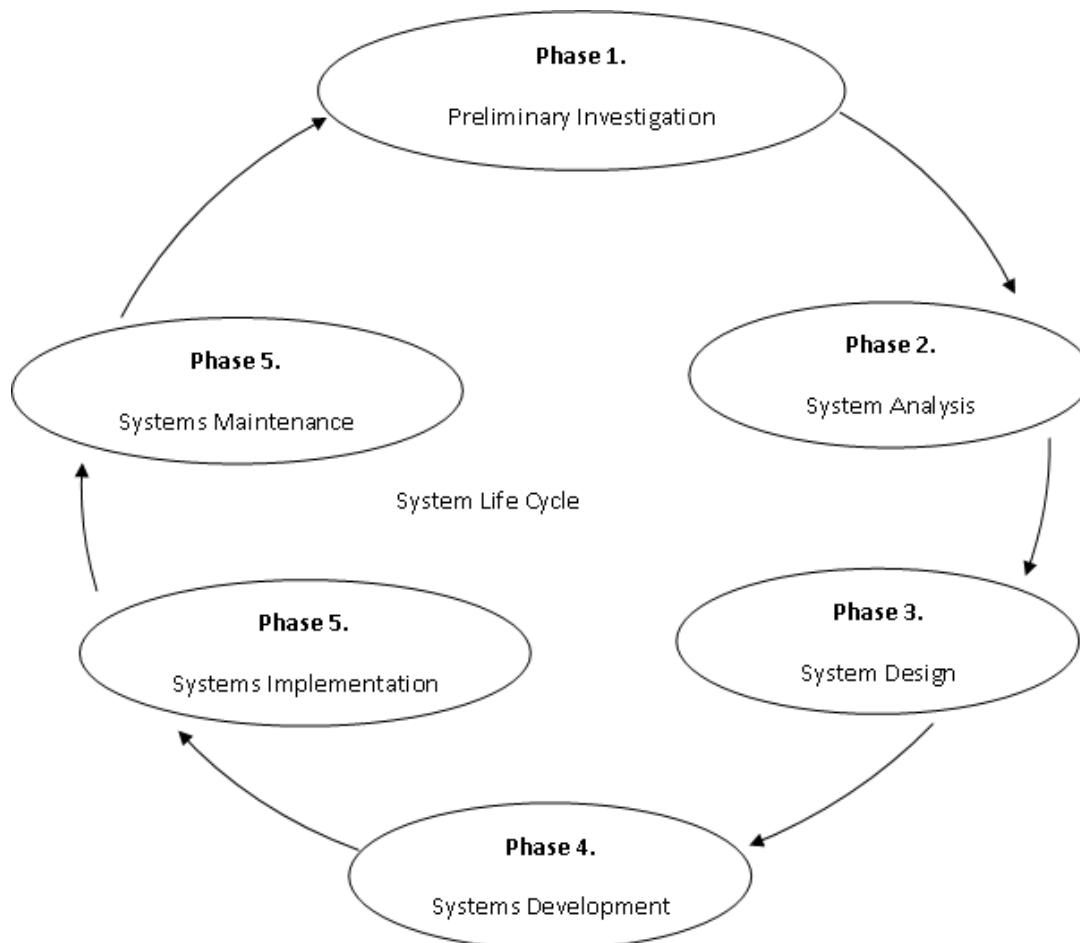 Phase 1.
Preliminary Investigation
Phase 2.
System Analysis
Phase 3.
System Design
Phase 4.
Systems Development
Phase 5.
Systems Implementation
Phase 5.
Systems Maintenance
System Life Cycle